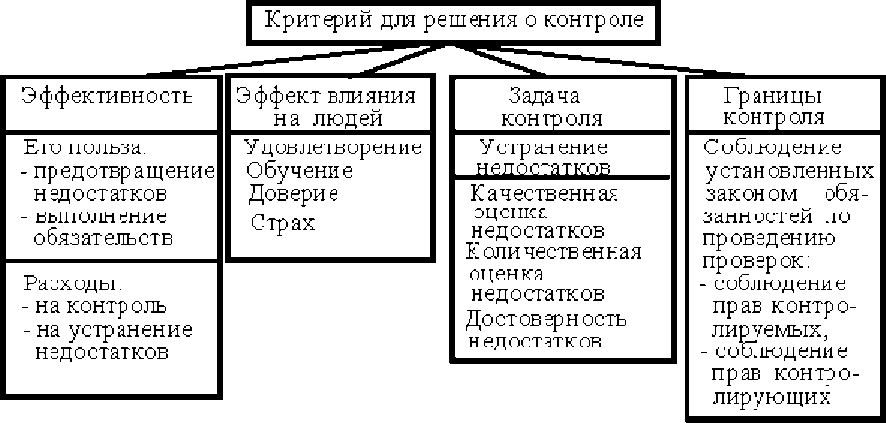 Критерий для решения о контроле
Эффективность
Его польза:
- предотвращение
недостатков
- выполнение
обязательств
Расходы:
- на контроль
- на устранение
недостатков
Эффект влияния
на людей
Удовлетворение
Обучение
Доверие
Страх
Задача
контроля
Устранение
недостатков
Качественная
оценка
недостатков
Количественная
оценка
недостатков
Достоверность
недостатков
Границы
контроля
Соблюдение
установленных
законом обя-
занностей по
проведению
проверок:
- соблюдение
прав контро-
лируемых,
- соблюдение
прав контро-
лирующих